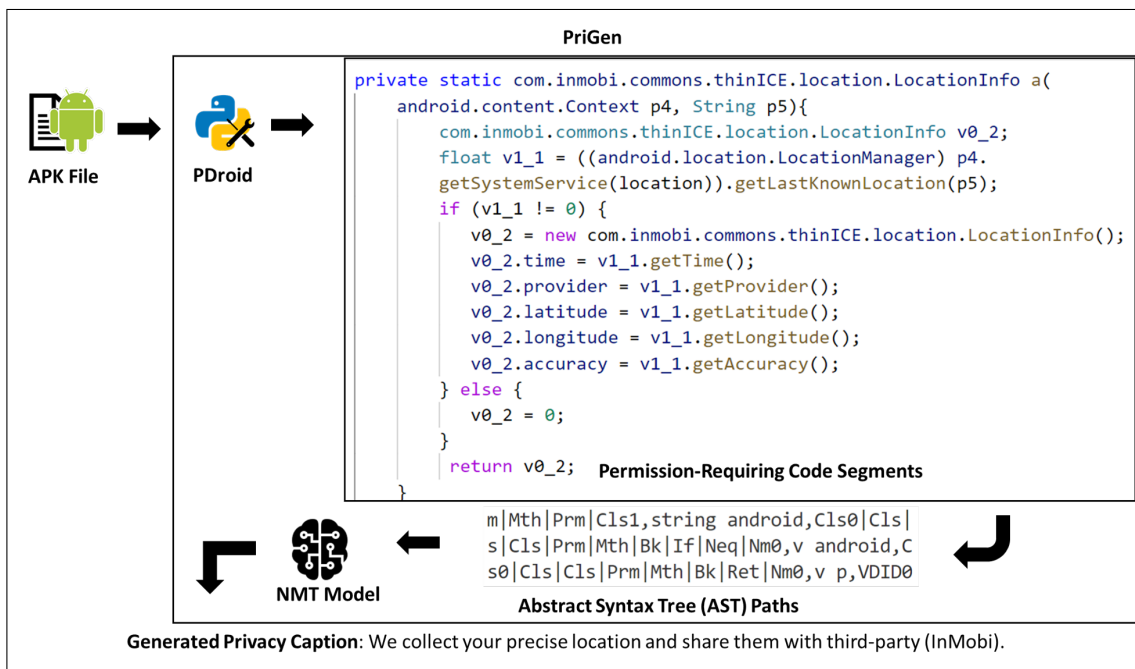 PriGen
APK File
PDroid
private static com.inmobi.commons.thinICE.location.LocationInfo a(
android.content.Context p4, String p5){
com.inmobi.commons.thinICE.location.LocationInfo v0_2;
float v1_1 = ((android.location.LocationManager) p4.
getSystemService(location)).getLastKnownLocation(p5);
if (v1_1 != 0) {
v0_2 = new com.inmobi.commons.thinICE.location.LocationInfo();
v0_2.time = v1_1.getTime();
v0_2.provider = v1_1.getProvider();
v0_2.latitude = v1_1.getLatitude();
v0_2.longitude = v1_1.getLongitude();
v0_2.accuracy = v1_1.getAccuracy();
} else {
v0_2 = 0;
}
return v0_2;
}
Permission-Requiring Code Segments
m|Mth|Prm|Cls1,string android,Cls0|Cls|
s|Cls|Prm|Mth|Bk|If|Neq|Nm0,v android,C
s0|Cls|Cls|Prm|Mth|Bk|Ret|Nm0,v p,VDID0
Abstract Syntax Tree (AST) Paths
NMT Model
Generated Privacy Caption: We collect your precise location and share them with third-party (InMobi).